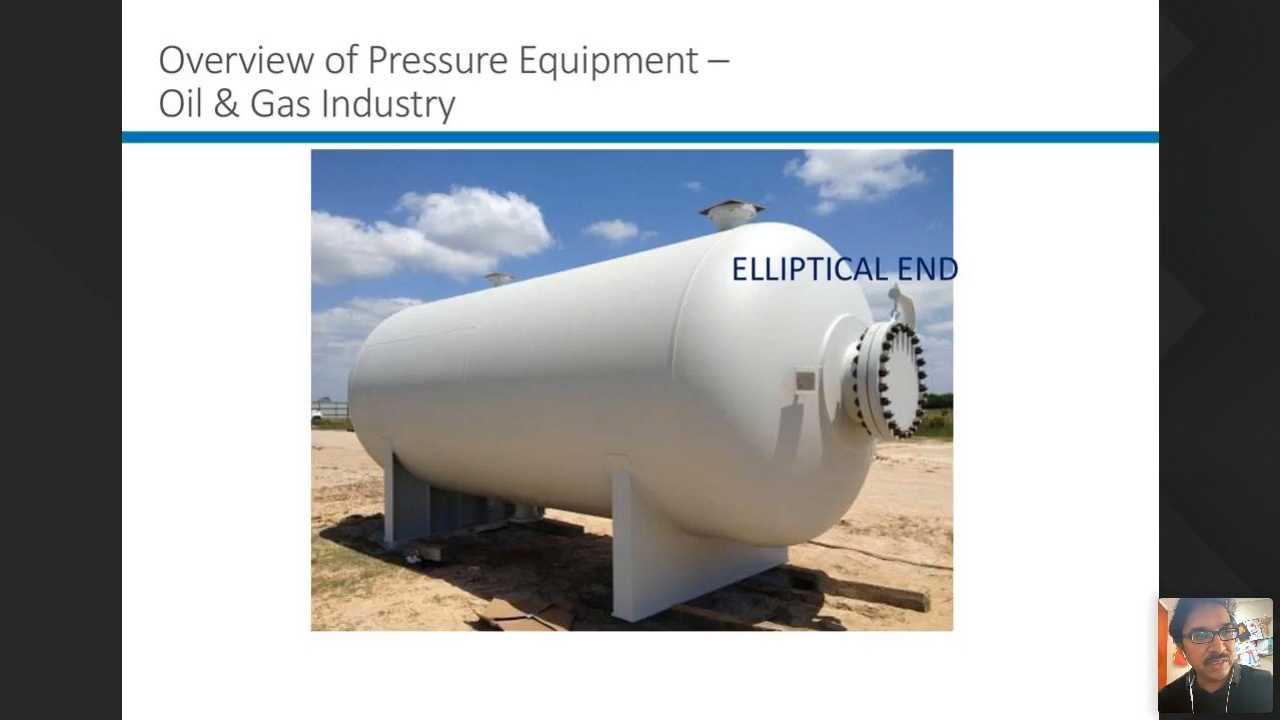 Overview of Pressure Equipment –
Oil & Gas Industry
ELLIPTICAL END